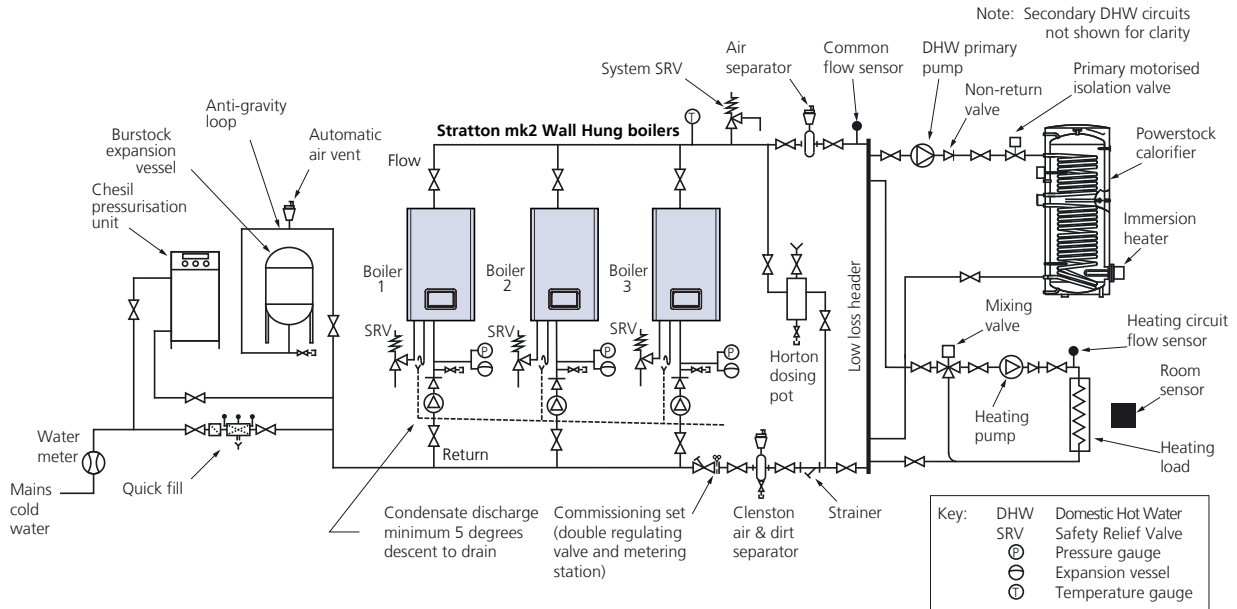 Note: Secondary DHW circuits
not shown for clarity
Air
separator
Common
flow sensor
DHW primary
pump
System SRV
Non-return
valve
Primary motorised
isolation valve
Anti-gravity
loop
Burstock
expansion
vessel
Automatic
air vent
Stratton mk2 Wall Hung boilers
T
Flow
Powerstock
calorifier
Chesil
pressurisation
unit
Immersion
heater
Boiler
1
Boiler
2
Boiler
3
SRV
SRV
SRV
P
P
P
Horton
dosing
pot
Low loss header
Mixing
valve
Heating circuit
flow sensor
Room
sensor
Heating
pump
Heating
load
Water
meter
Quick fill
Return
Mains
cold
water
Condensate discharge
minimum 5 degrees
descent to drain
Commissioning set
(double regulating
valve and metering
station)
Clenston
air & dirt
separator
Strainer
Key: DHW Domestic Hot Water
SRV Safety Relief Valve
P Pressure gauge
Expansion vessel
T Temperature gauge